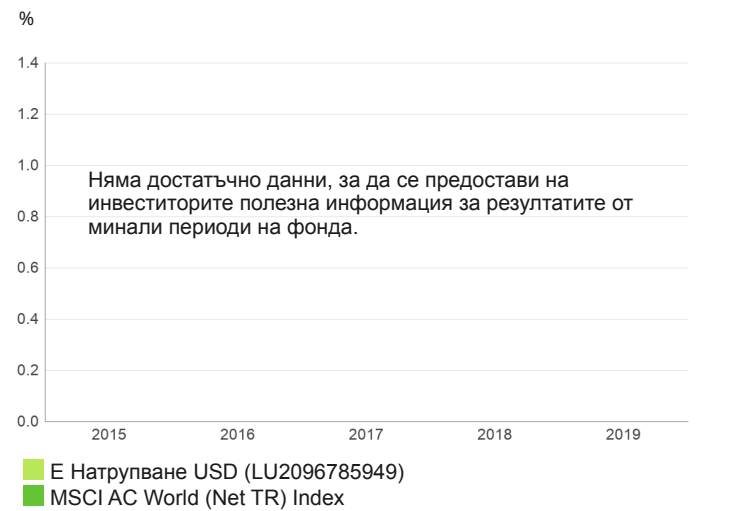 %
1.4
1.2
1.0
Няма достатъчно данни, за да се предостави на
инвеститорите полезна информация за резултатите от
0.8
минали периоди на фонда.
0.6
0.4
0.2
0.0
2015 2016 2017 2018 2019
E Натрупване USD (LU2096785949)
MSCI AC World (Net TR) Index